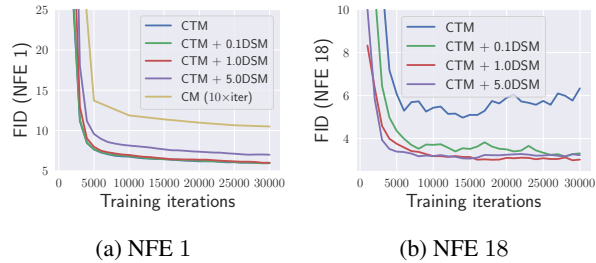 25
20
15
10
5
FID (NFE 1)
CTM
CTM + 0.1DSM
CTM + 1.0DSM
CTM + 5.0DSM
CM (10×iter)
0 5000 10000 15000 20000 25000 30000
Training iterations
(a) NFE 1
10
8
6
4
FID (NFE 18)
CTM
CTM + 0.1DSM
CTM + 1.0DSM
CTM + 5.0DSM
0 5000 10000 15000 20000 25000 30000
Training iterations
(b) NFE 18